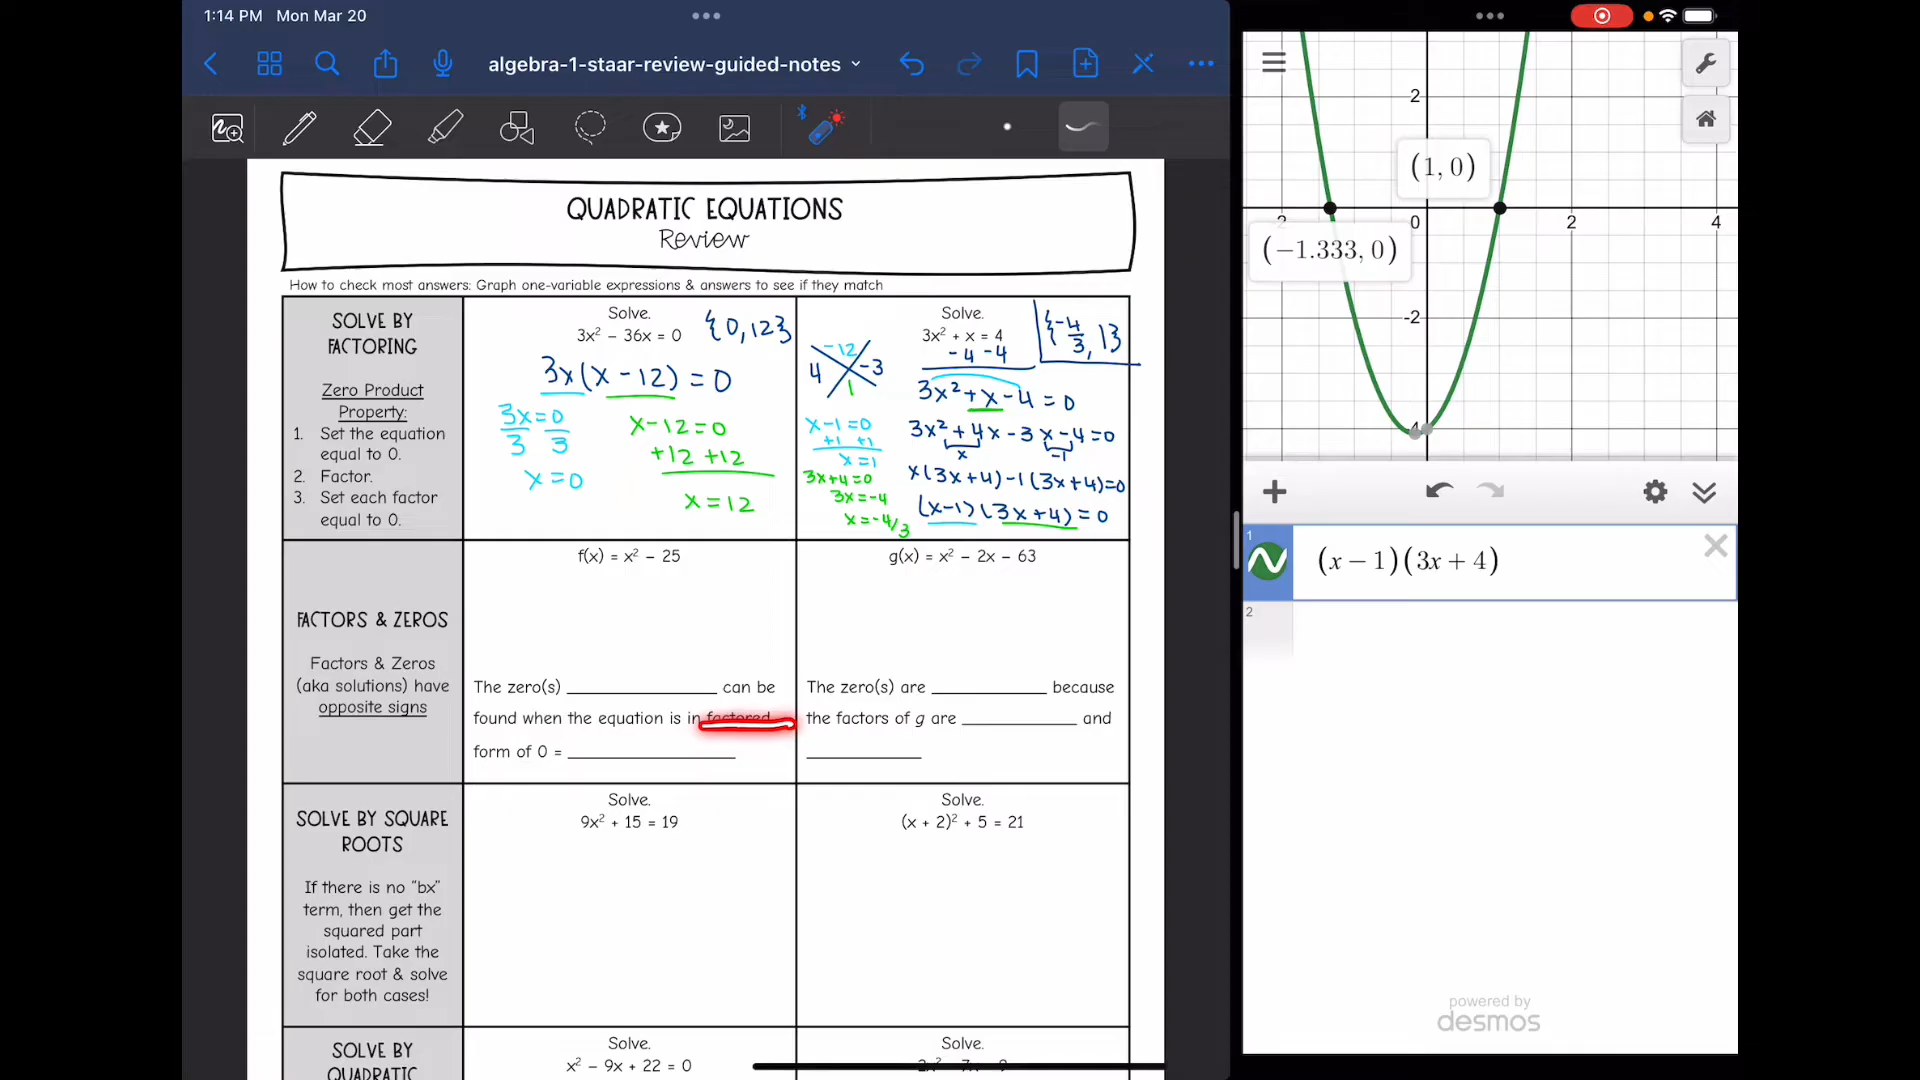 1:14 PM Mon Mar 20
algebra-1-staar-review-guided-notes
QUADRATIC EQUATIONS
Review
How to check most answers: Graph one-variable expressions & answers to see if they match
SOLVE BY
FACTORING
Zero Product
Property:
1. Set the equation
equal to 0.
2. Factor.
3. Set each factor
equal to 0.
Solve.
3x² − 36x = 0 {0,12}
3x(x − 12) = 0
3x=0
3 3
x=0
x-12=0
+12 +12
x=12
Solve.
3x² + x = 4
{-4/3, 1}
-4 -4
-12
4 -3
1
3x² + x - 4 = 0
3x² + 4x - 3x - 4 = 0
x -1
x(3x+4)-1(3x+4)=0
(x-1)(3x+4)=0
x-1=0
+1 +1
x=1
3x+4=0
3x=-4
x=-4/3
FACTORS & ZEROS
Factors & Zeros
(aka solutions) have
opposite signs
f(x) = x² − 25
The zero(s) ________ can be
found when the equation is in factored
form of 0 = ________
g(x) = x² − 2x − 63
The zero(s) are ________ because
the factors of g are ________ and
________
SOLVE BY SQUARE
ROOTS
If there is no "bx"
term, then get the
squared part
isolated. Take the
square root & solve
for both cases!
Solve.
9x² + 15 = 19
Solve.
(x + 2)² + 5 = 21
SOLVE BY
QUADRATIC
Solve.
x² − 9x + 22 = 0
Solve.
2
(1, 0)
2 0 2 4
(−1.333, 0)
-2
-4
1
(x − 1)(3x + 4)
2
powered by
desmos